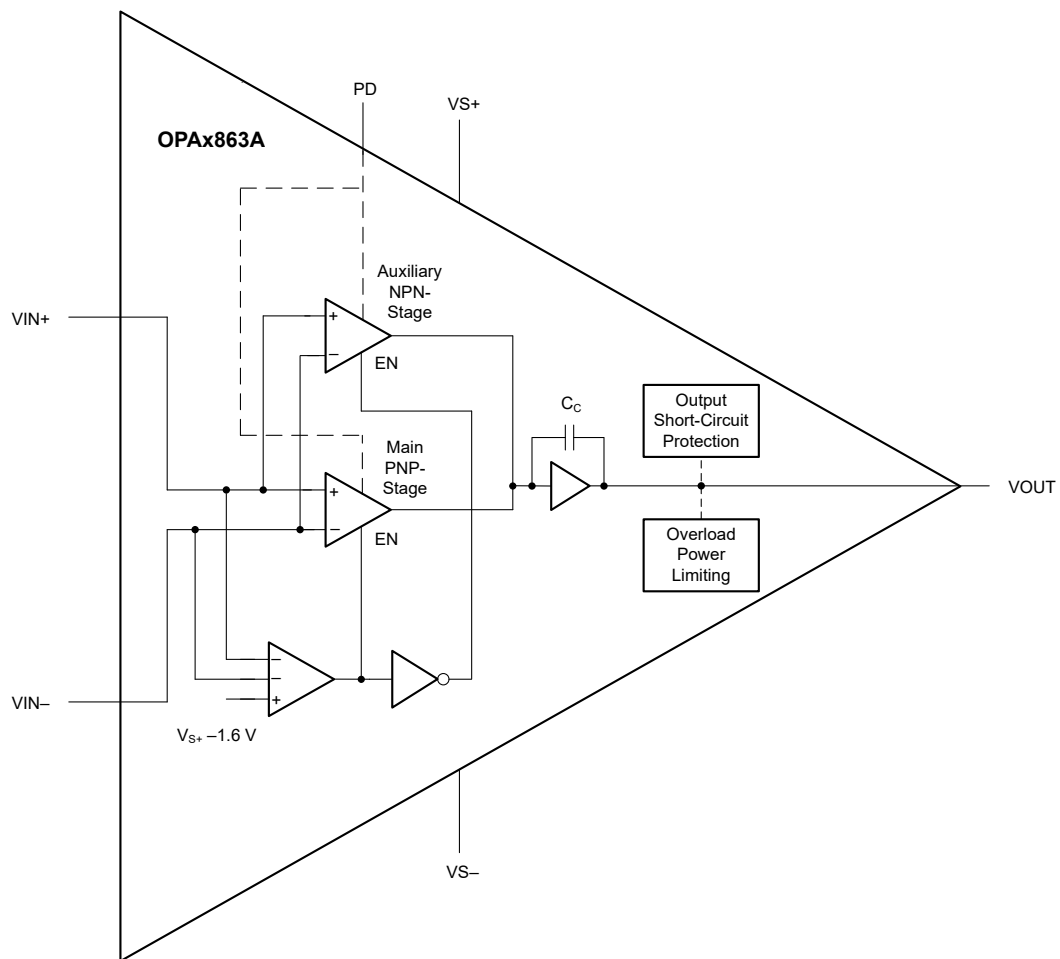 PD
VS+
OPAx863A
Auxiliary
NPN-
Stage
VIN+
+
−
EN
CC
Output
Short-Circuit
Protection
Main
PNP-
Stage
+
−
EN
VOUT
Overload
Power
Limiting
−
−
+
VIN–
VS+ –1.6 V
VS–